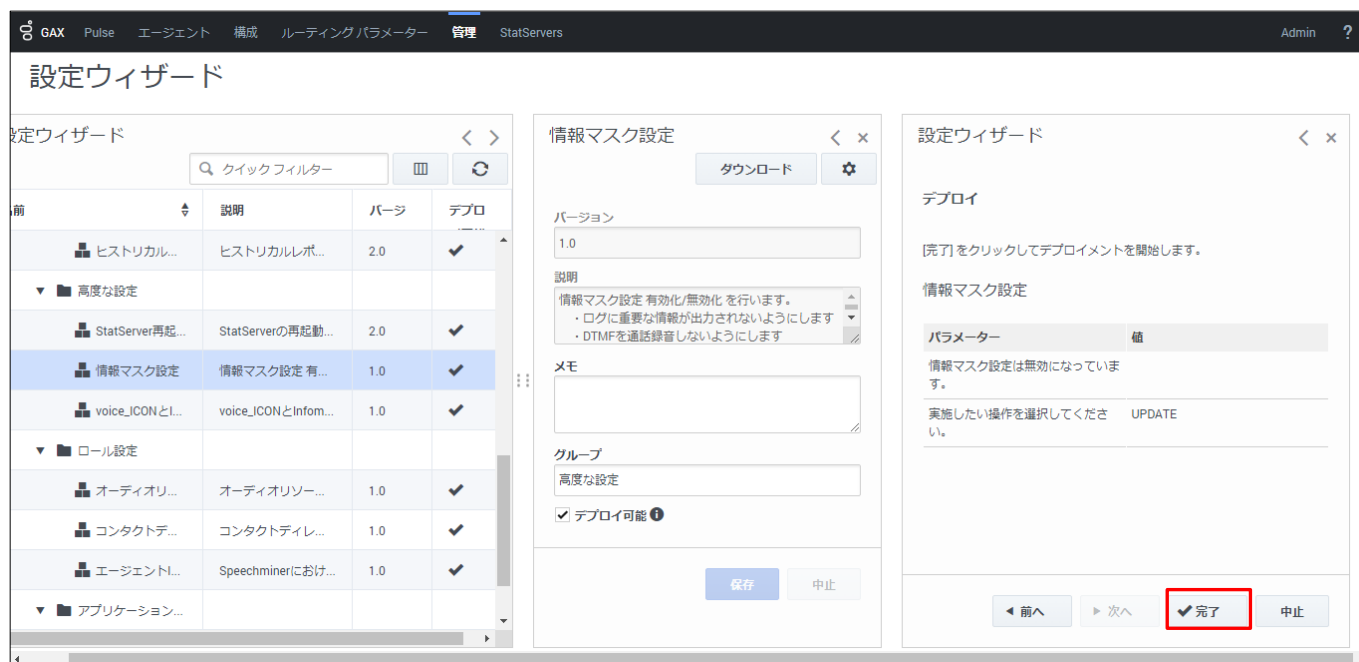 GAX Pulse エージェント 構成 ルーティング パラメーター 管理 StatServers Admin ?
設定ウィザード
定ウィザード
クイック フィルター
前 説明 バージ デプロ
ヒストリカル... ヒストリカルレポ... 2.0
高度な設定
StatServer再起... StatServerの再起動... 2.0
情報マスク設定 情報マスク設定 有... 1.0
voice_ICONとI... voice_ICONとInfom... 1.0
ロール設定
オーディオリ... オーディオリソー... 1.0
コンタクトデ... コンタクトディレ... 1.0
エージェントI... Speechminerにおけ... 1.0
アプリケーション...
情報マスク設定
ダウンロード
バージョン
1.0
説明
情報マスク設定 有効化/無効化 を行います。
・ログに重要な情報が出力されないようにします
・DTMFを通話録音しないようにします
メモ
グループ
高度な設定
デプロイ可能
保存 中止
設定ウィザード
デプロイ
[完了] をクリックしてデプロイメントを開始します。
情報マスク設定
パラメーター 値
情報マスク設定は無効になっていま
す。
実施したい操作を選択してくださ UPDATE
い。
前へ 次へ 完了 中止